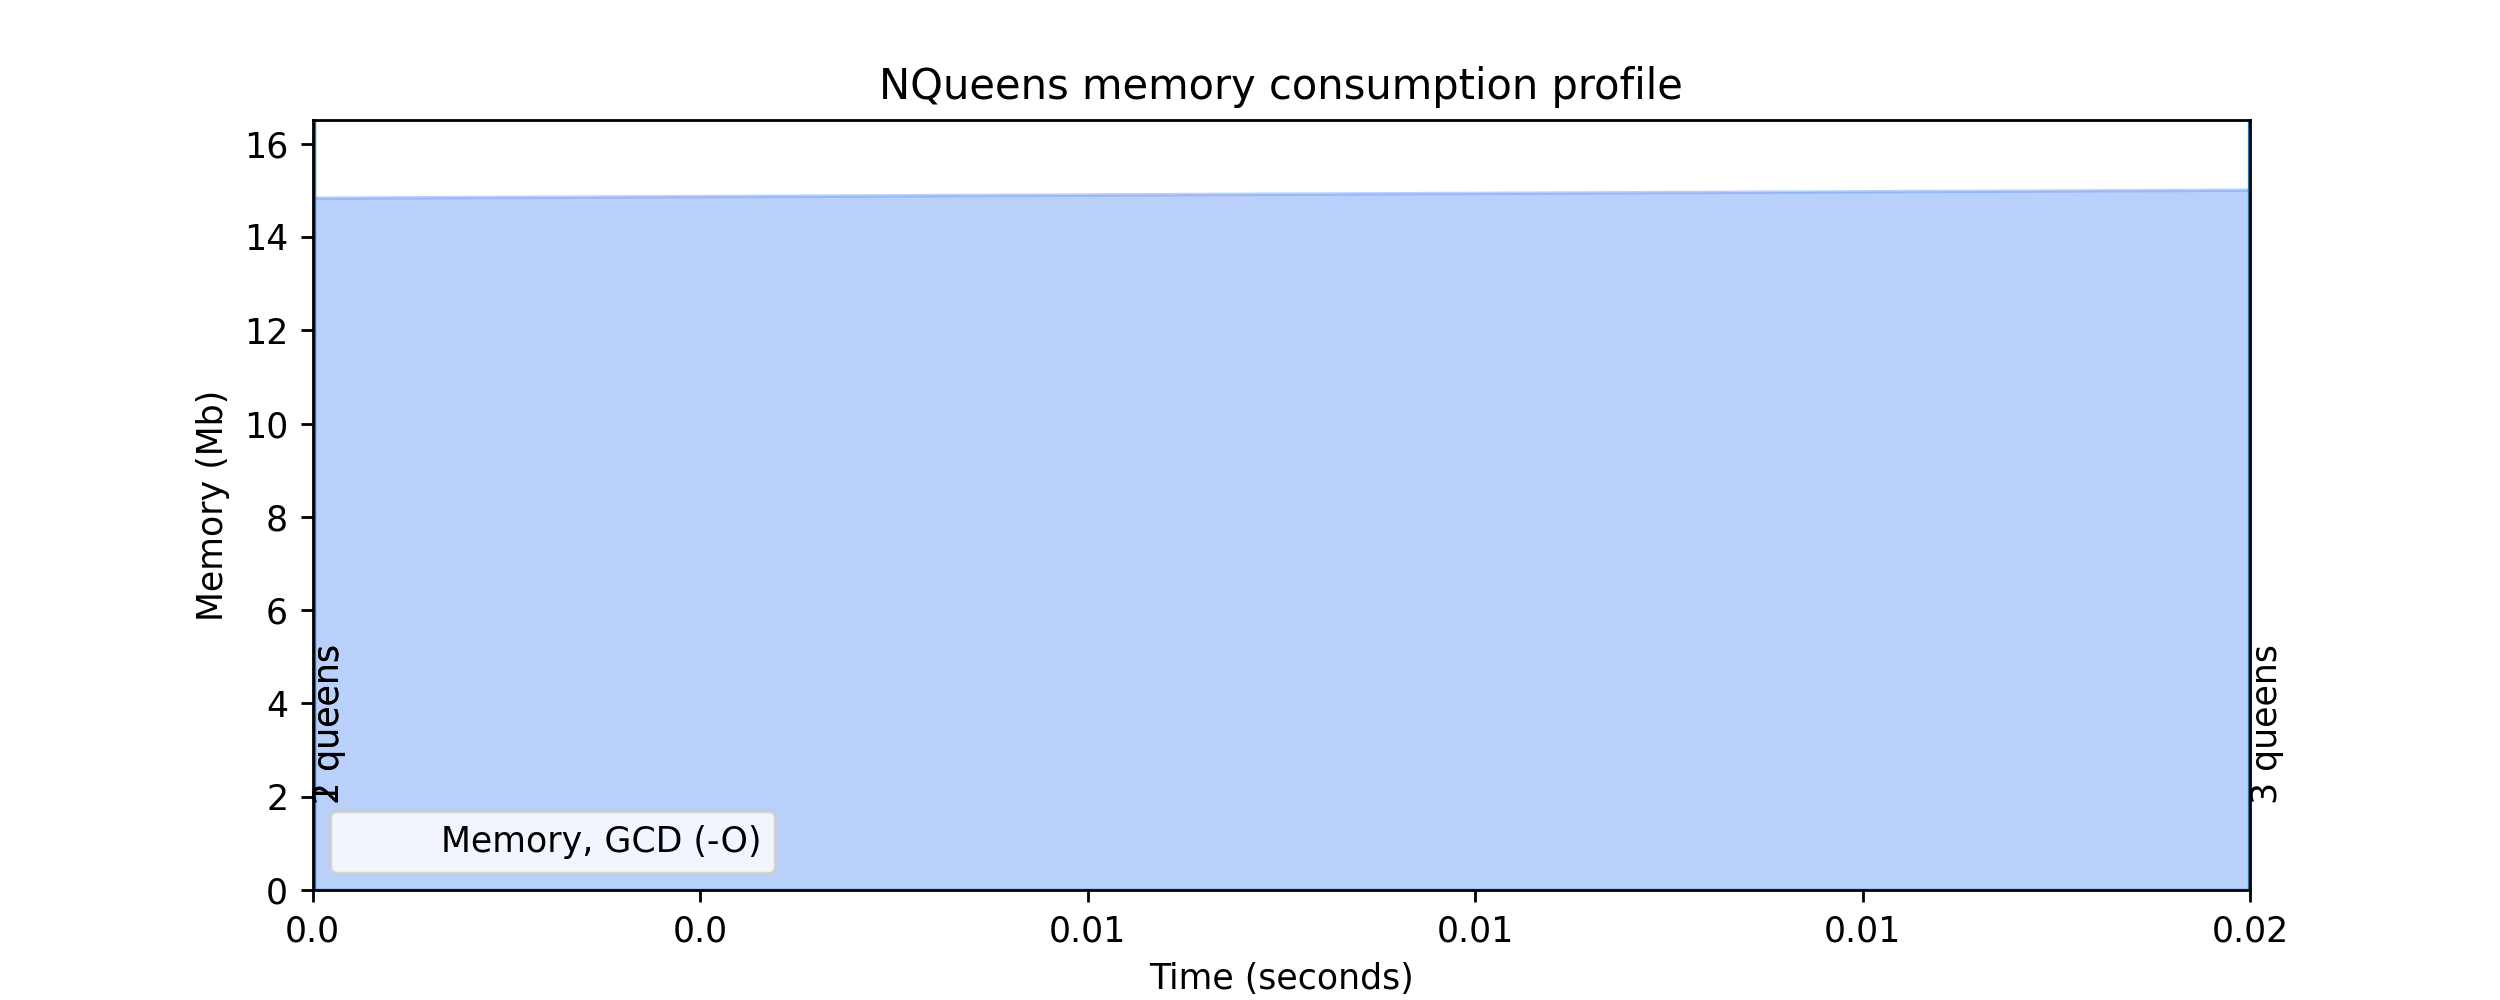 NQueens memory consumption profile
Memory (Mb)
16
14
12
10
8
6
4
2
0
queens
3 queens
Memory, GCD (-O)
0.0 0.0 0.01 0.01 0.01 0.02
Time (seconds)